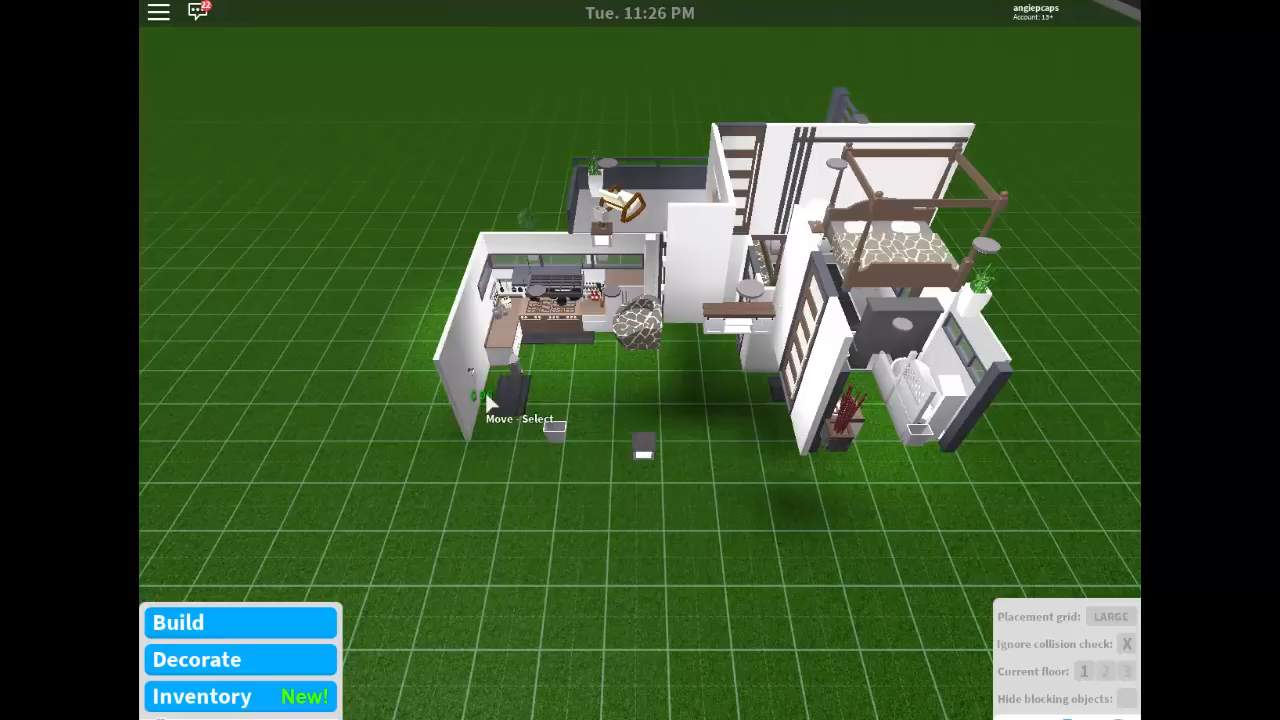 22
Tue. 11:26 PM
angiepcaps
Account: 13+
Move - Select
Build
Decorate
Inventory New!
Placement grid: LARGE
Ignore collision check: X
Current floor: 1 2 3
Hide blocking objects: